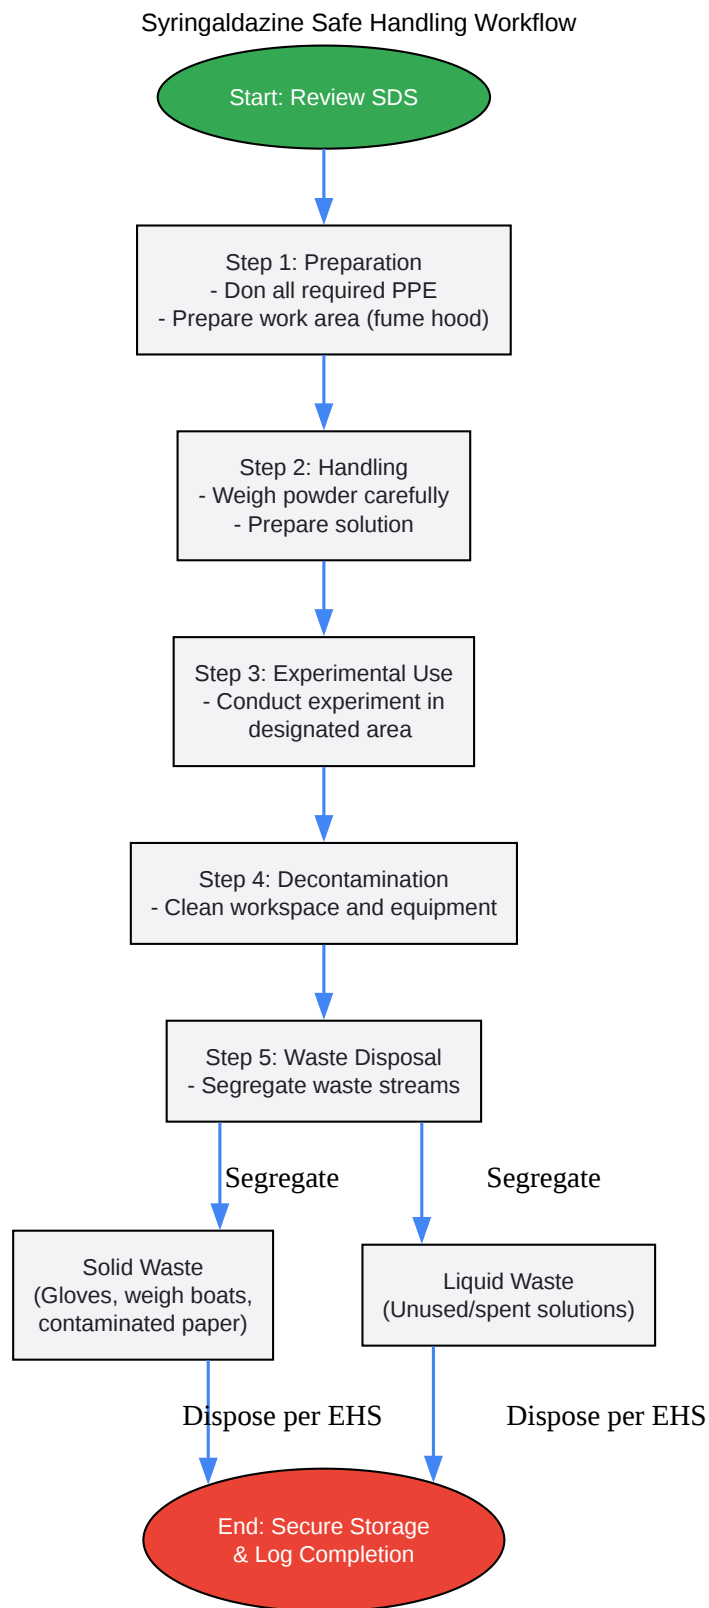 Syringaldazine Safe Handling Workflow
Start: Review SDS
Step 1: Preparation
- Don all required PPE
- Prepare work area (fume hood)
Step 2: Handling
- Weigh powder carefully
- Prepare solution
Step 3: Experimental Use
- Conduct experiment in
designated area
Step 4: Decontamination
- Clean workspace and equipment
Step 5: Waste Disposal
- Segregate waste streams
Segregate
Segregate
Solid Waste
(Gloves, weigh boats,
contaminated paper)
Liquid Waste
(Unused/spent solutions)
Dispose per EHS
Dispose per EHS
End: Secure Storage
& Log Completion